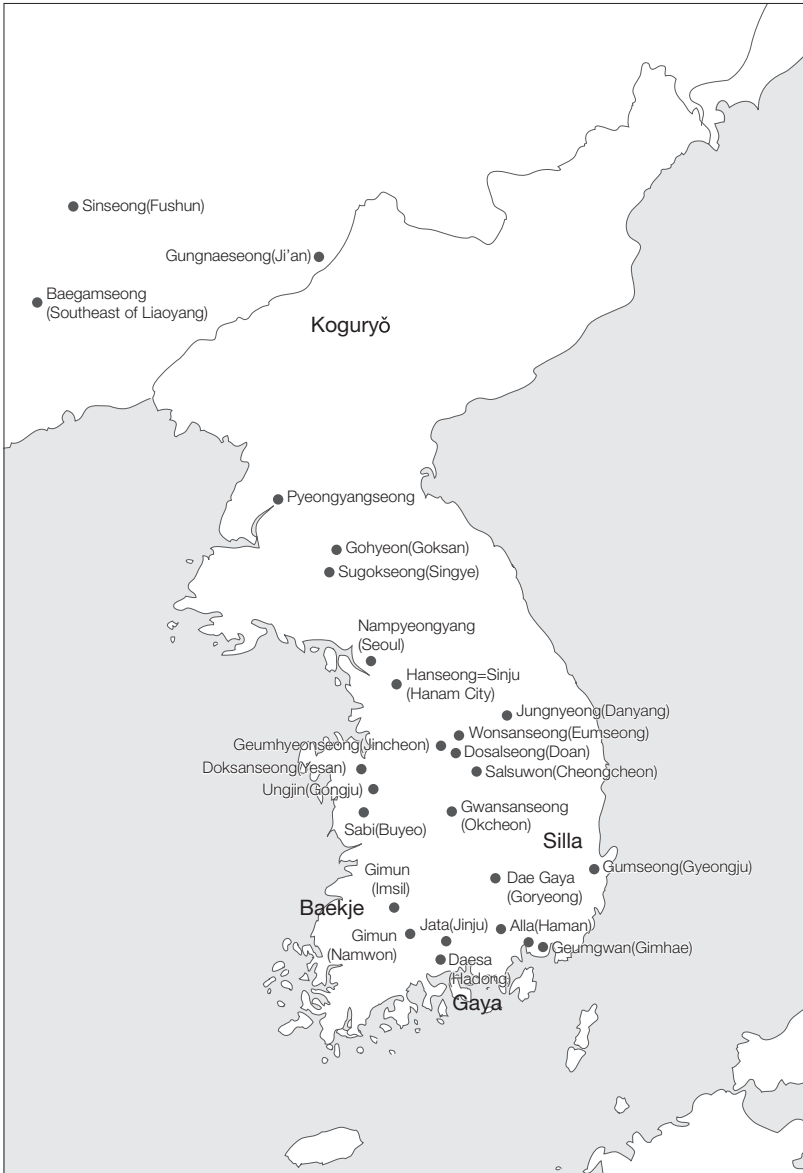 Sinseong(Fushun)
Gungnaeseong(Ji'an)
Baegamseong
(Southeast of Liaoyang)
Koguryǒ
Pyeongyangseong
Gohyeon(Goksan)
Sugokseong(Singye)
Nampyeongyang
(Seoul)
Hanseong=Sinju
(Hanam City)
Jungnyeong(Danyang)
Wonsanseong(Eumseong)
Geumhyeonseong(Jincheon)
Dosalseong(Doan)
Doksanseong(Yesan)
Salsuwon(Cheongcheon)
Ungjin(Gongju)
Gwansanseong
(Okcheon)
Sabi(Buyeo)
Silla
Gumseong(Gyeongju)
Gimun
(Imsil)
Dae Gaya
(Goryeong)
Baekje
Jata(Jinju)
Alla(Haman)
Gimun
(Namwon)
Geumgwan(Gimhae)
Daesa
(Hadong)
Gaya